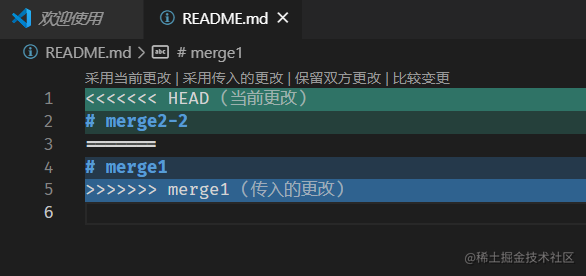 欢迎使用 README.md ×
README.md > # merge1
采用当前更改 | 采用传入的更改 | 保留双方更改 | 比较变更
1 <<<<<<< HEAD (当前更改)
2 # merge2-2
3 =======
4 # merge1
5 >>>>>>> merge1 (传入的更改)
6
@稀土掘金技术社区